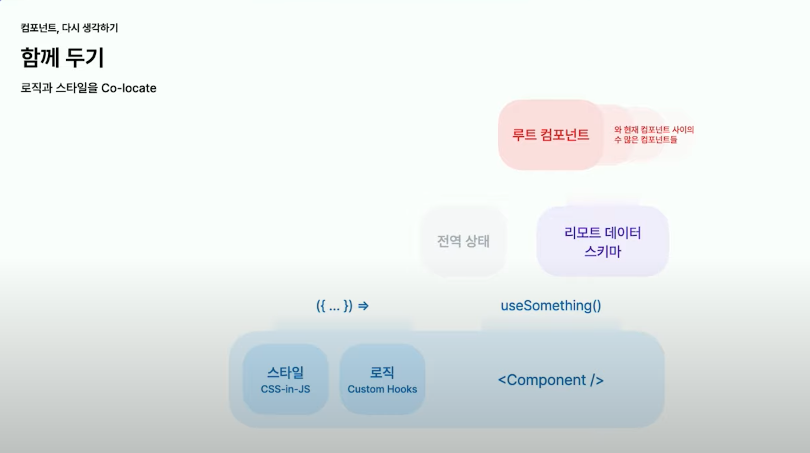 컴포넌트, 다시 생각하기
함께 두기
로직과 스타일을 Co-locate
루트 컴포넌트
와 현재 컴포넌트 사이의
수 많은 컴포넌트들
전역 상태
리모트 데이터
스키마
({ ... }) ⇒
useSomething()
스타일
CSS-in-JS
로직
Custom Hooks
<Component />